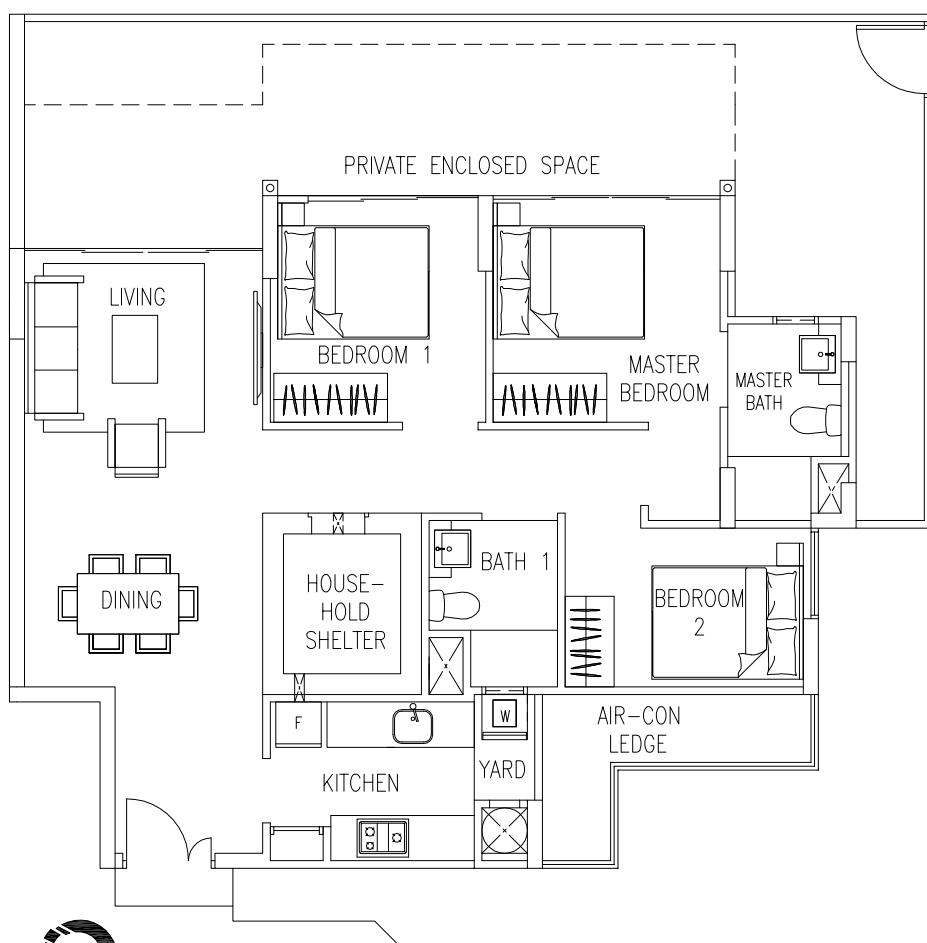 PRIVATE ENCLOSED SPACE
LIVING
BEDROOM 1
MASTER
BEDROOM
MASTER
BATH
DINING
HOUSE-
HOLD
SHELTER
BATH 1
BEDROOM
2
F
W
AIR-CON
LEDGE
KITCHEN
YARD